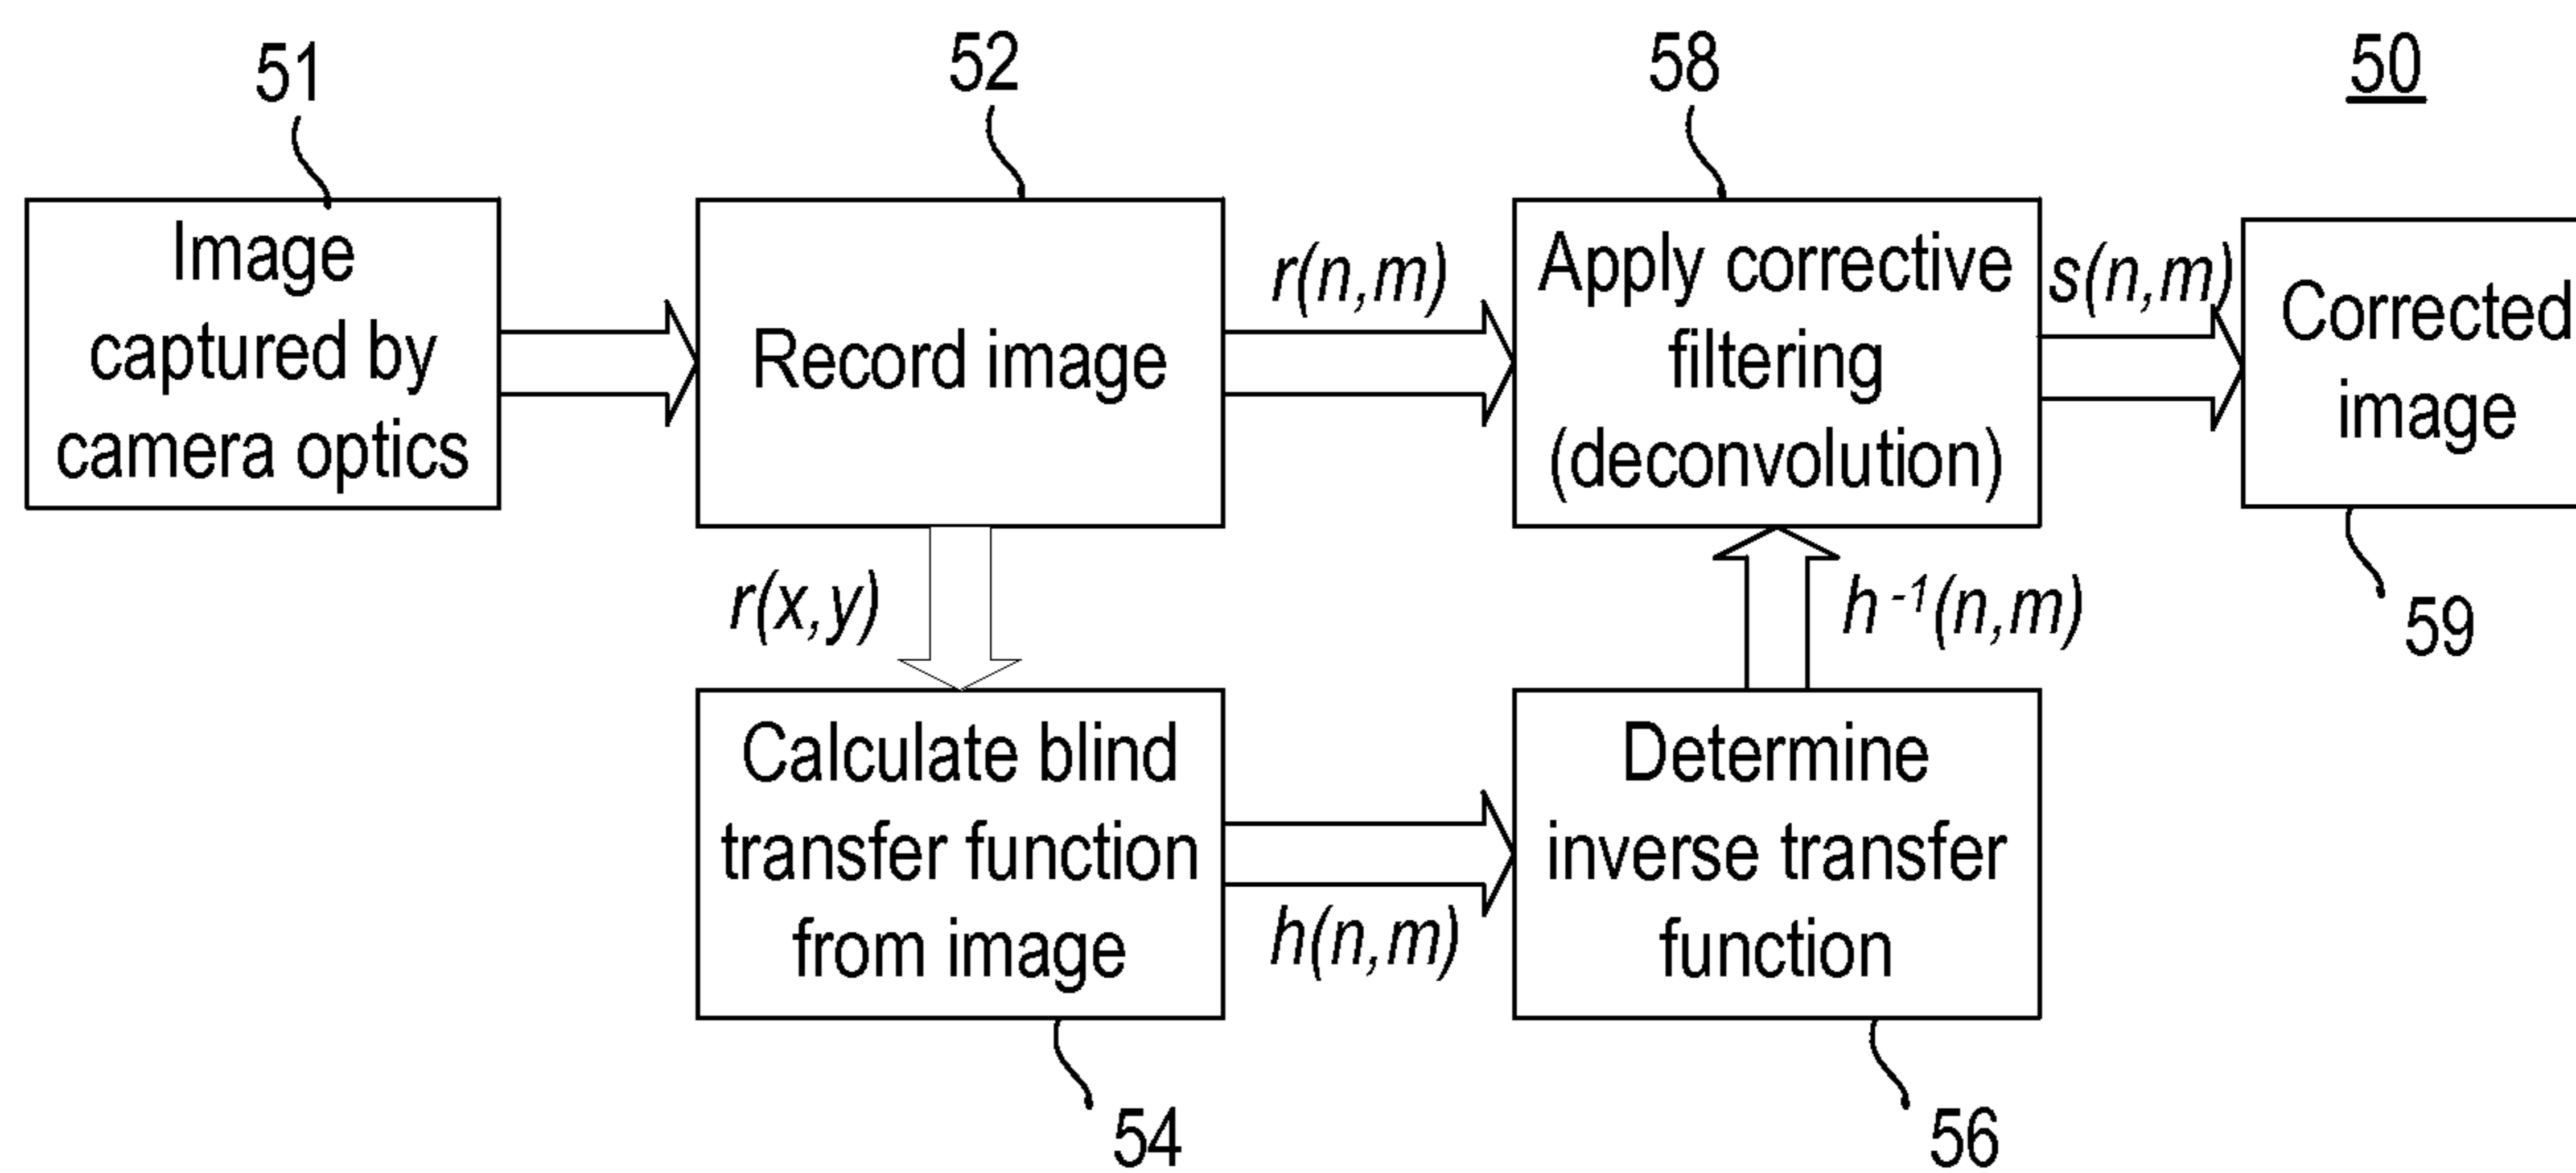 51
52
58
50
Image
captured by
camera optics
Record image
r(n,m)
Apply corrective
filtering
(deconvolution)
s(n,m)
Corrected
image
r(x,y)
h⁻¹(n,m)
59
Calculate blind
transfer function
from image
h(n,m)
Determine
inverse transfer
function
54
56